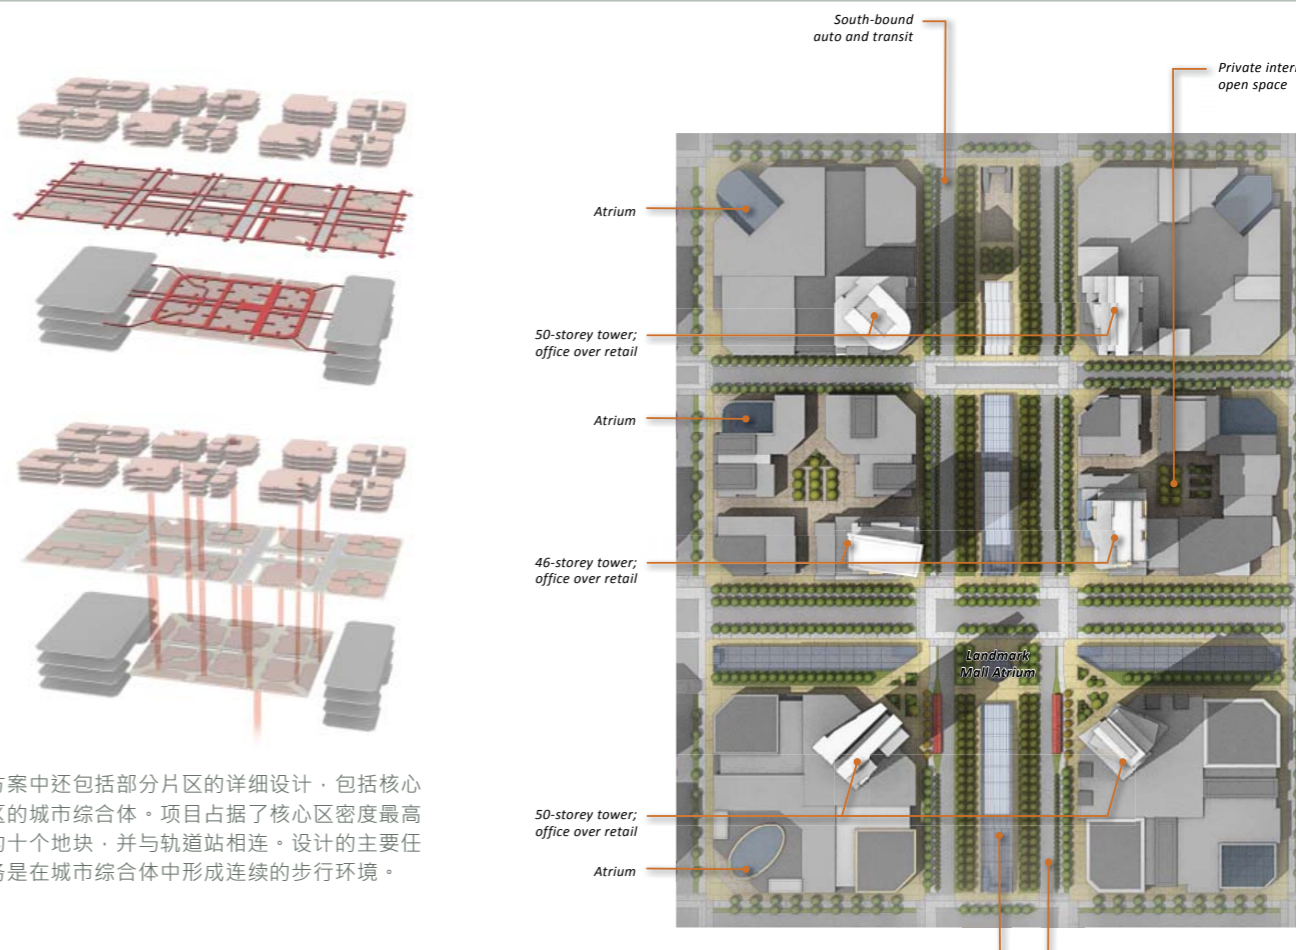 South-bound
auto and transit
Private inter
open space
Atrium
50-storey tower;
office over retail
Atrium
46-storey tower;
office over retail
Landmark
Mall Atrium
50-storey tower;
office over retail
Atrium
方案中还包括部分片区的详细设计，包括核心
区的城市综合体。项目占据了核心区密度最高
的十个地块，并与轨道站相连。设计的主要任
务是在城市综合体中形成连续的步行环境。